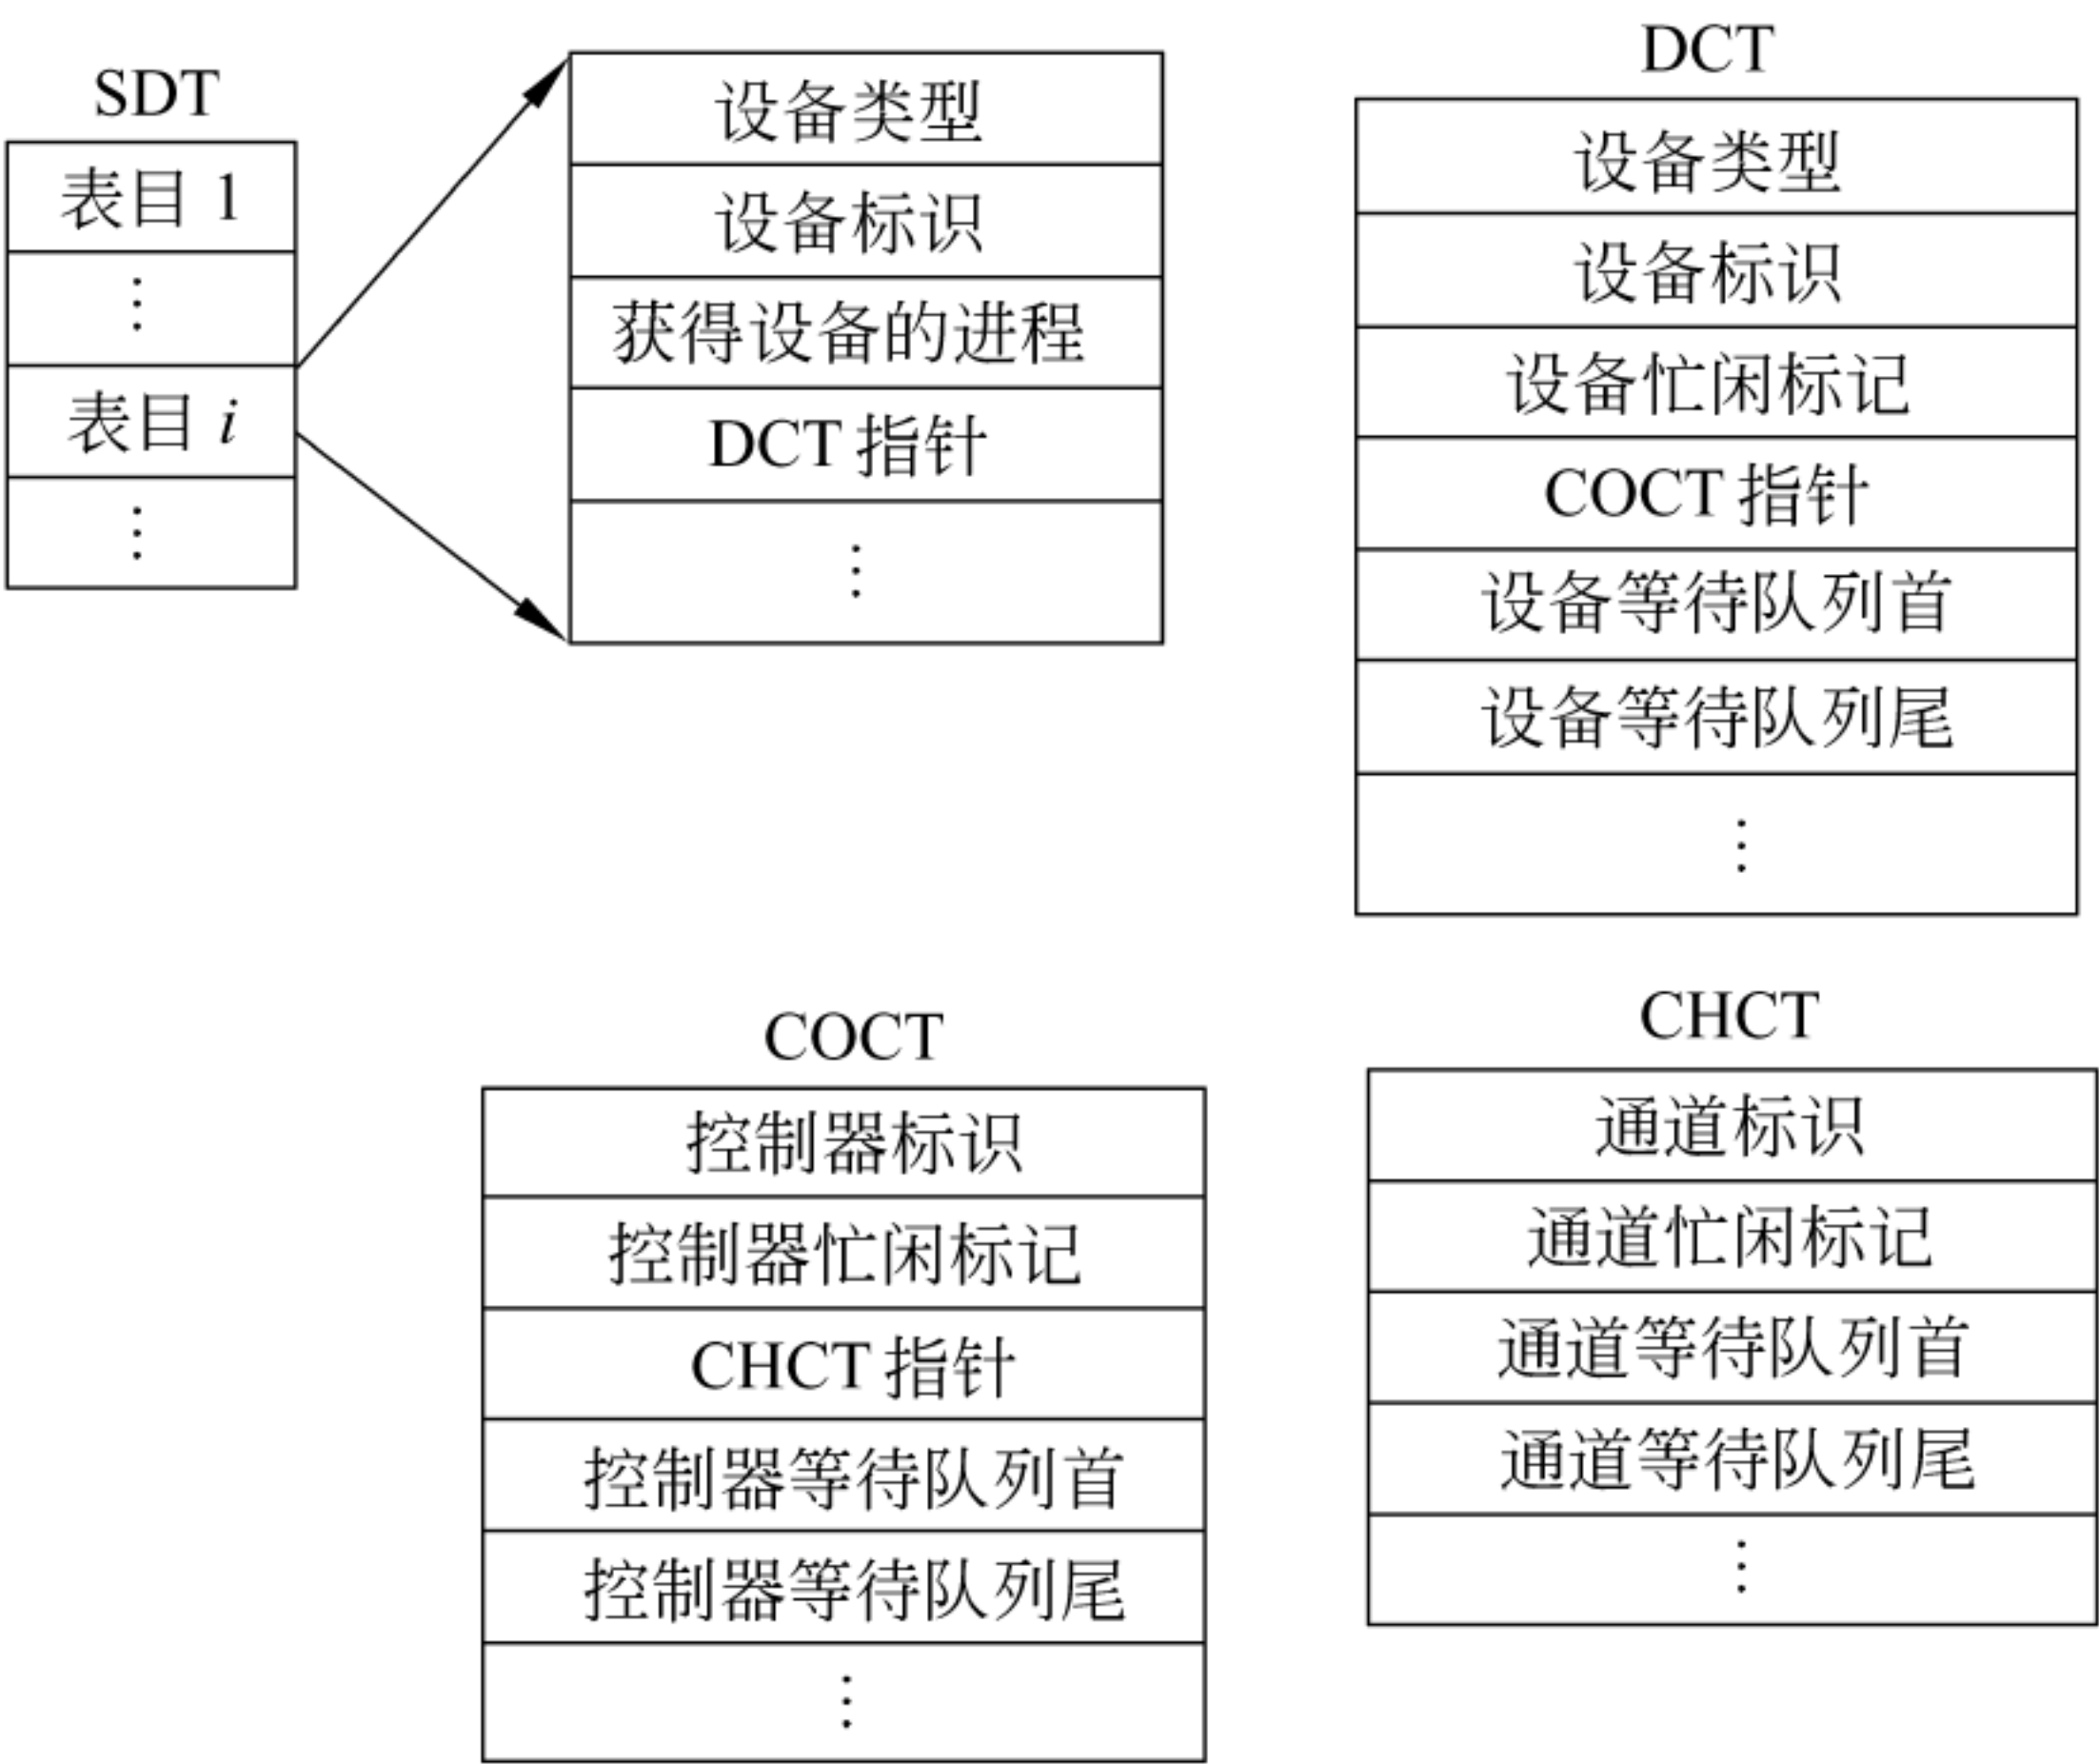 SDT
表目 1
⋮
表目 i
⋮
设备类型
设备标识
获得设备的进程
DCT 指针
⋮
DCT
设备类型
设备标识
设备忙闲标记
COCT 指针
设备等待队列首
设备等待队列尾
⋮
COCT
控制器标识
控制器忙闲标记
CHCT 指针
控制器等待队列首
控制器等待队列尾
⋮
CHCT
通道标识
通道忙闲标记
通道等待队列首
通道等待队列尾
⋮